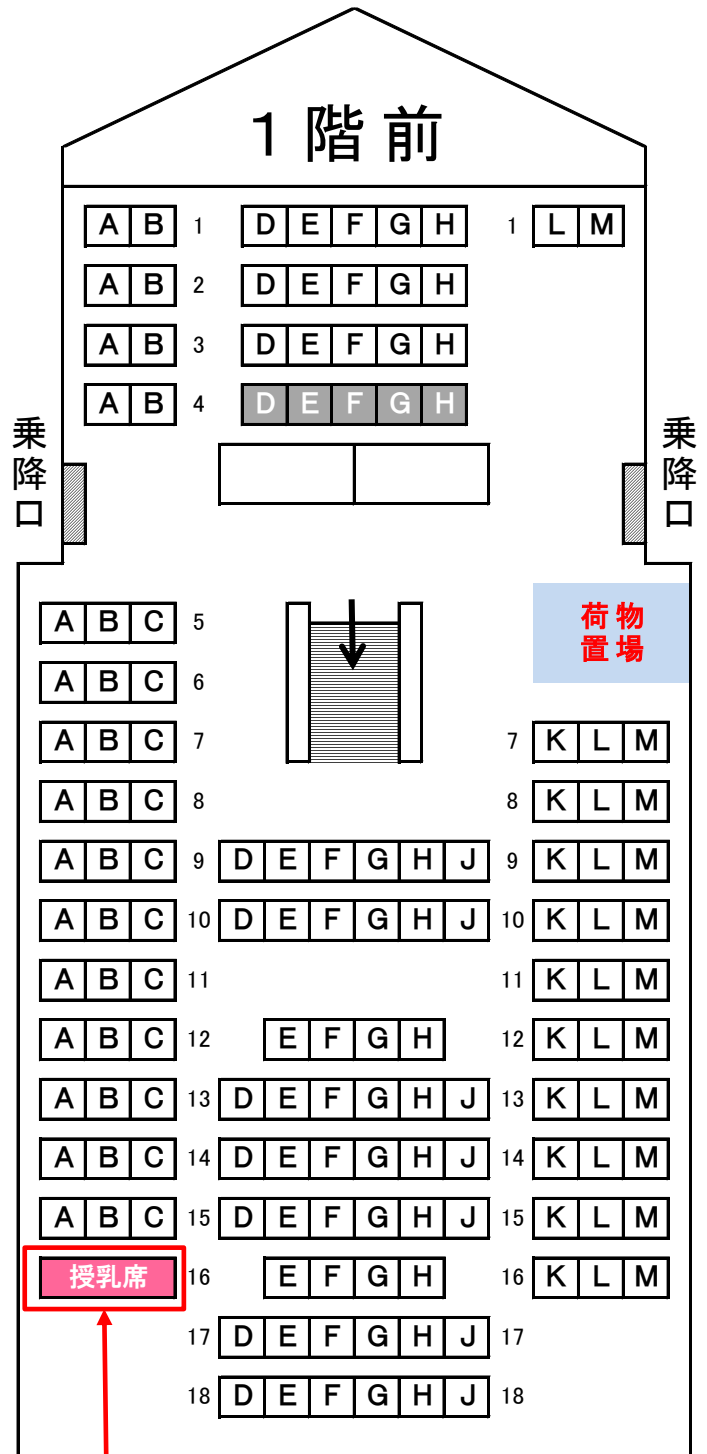 1階前
A B 1 D E F G H 1 L M
A B 2 D E F G H
A B 3 D E F G H
A B 4 D E F G H
乗降口
乗降口
A B C 5
荷物
置場
A B C 6
A B C 7 7 K L M
A B C 8 8 K L M
A B C 9 D E F G H J 9 K L M
A B C 10 D E F G H J 10 K L M
A B C 11 11 K L M
A B C 12 E F G H 12 K L M
A B C 13 D E F G H J 13 K L M
A B C 14 D E F G H J 14 K L M
A B C 15 D E F G H J 15 K L M
授乳席 16 E F G H 16 K L M
17 D E F G H J 17
18 D E F G H J 18